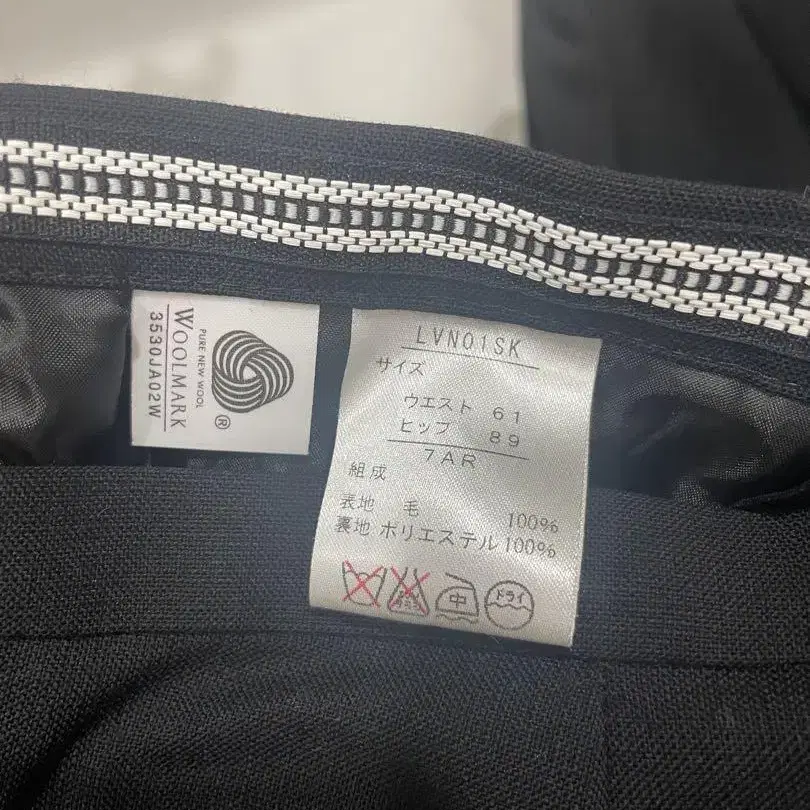 PURE NEW WOOL
WOOLMARK
3530JA02W
®
LVN01SK
サイズ
ウエスト 61
ヒップ 89
7AR
組成
表地 毛 100%
裏地 ポリエステル 100%
中 ドライ